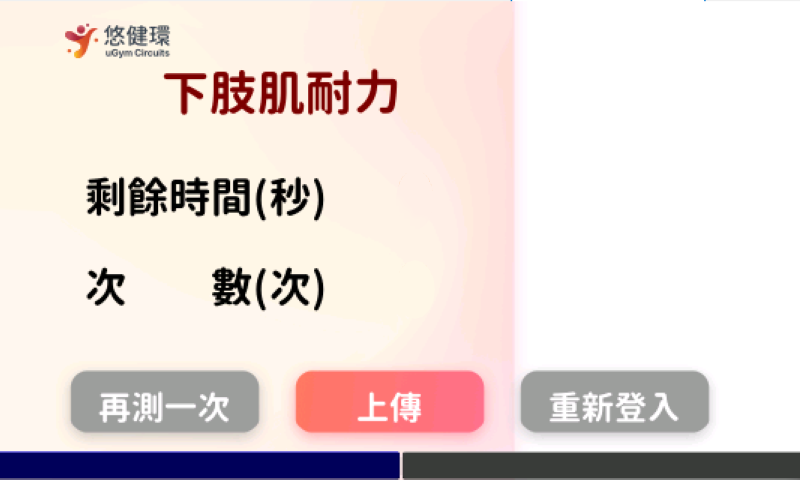 悠健環
uGym Circuits
下肢肌耐力
剩餘時間(秒)
次　　數(次)
再測一次
上傳
重新登入